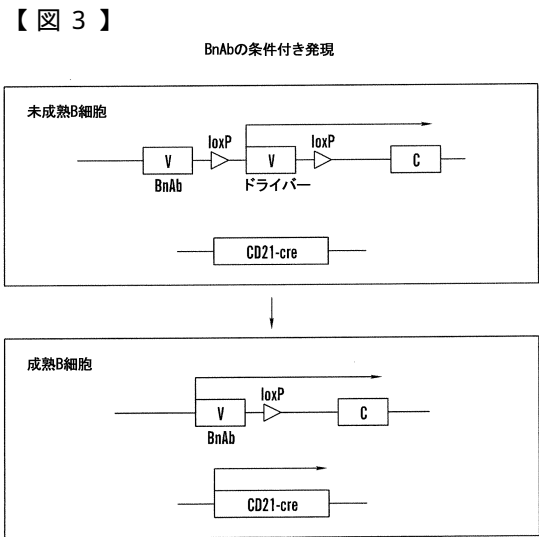 【図３】
BnAbの条件付き発現
未成熟B細胞
loxP loxP
V V C
BnAb ドライバー
CD21-cre
成熟B細胞
loxP
V C
BnAb
CD21-cre